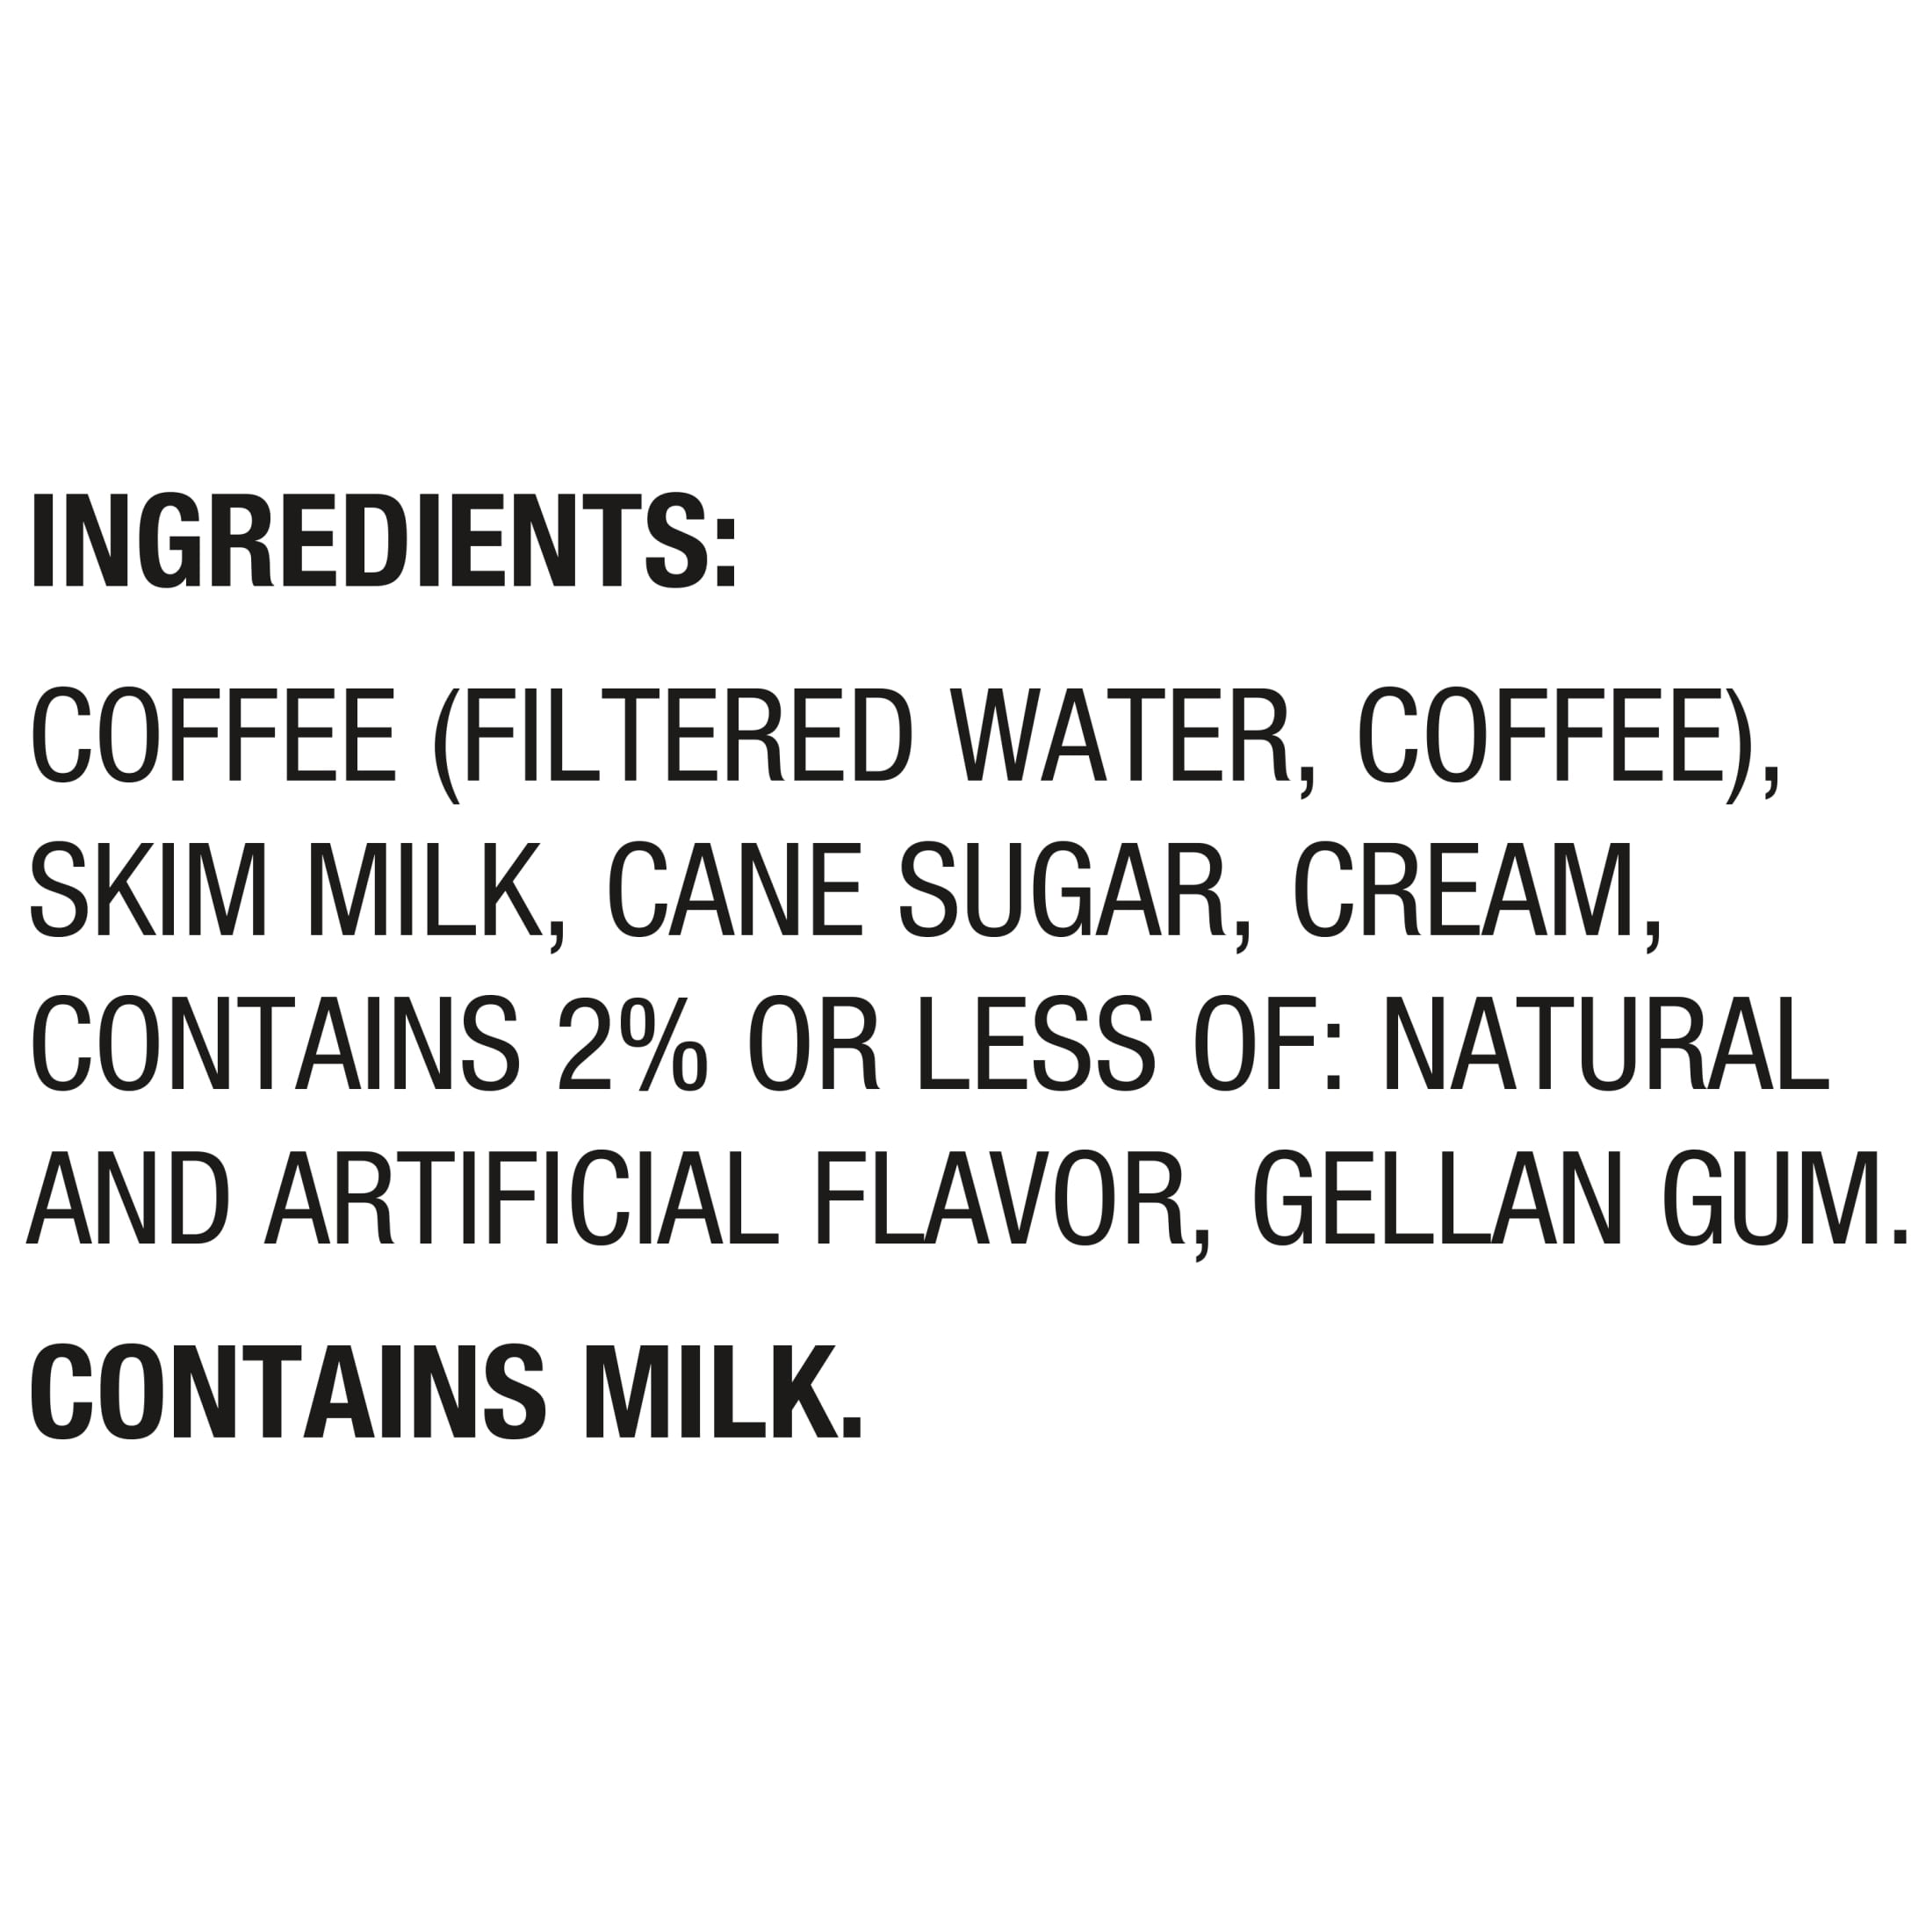 INGREDIENTS:
COFFEE (FILTERED WATER, COFFEE),
SKIM MILK, CANE SUGAR, CREAM,
CONTAINS 2% OR LESS OF: NATURAL
AND ARTIFICIAL FLAVOR, GELLAN GUM.
CONTAINS MILK.